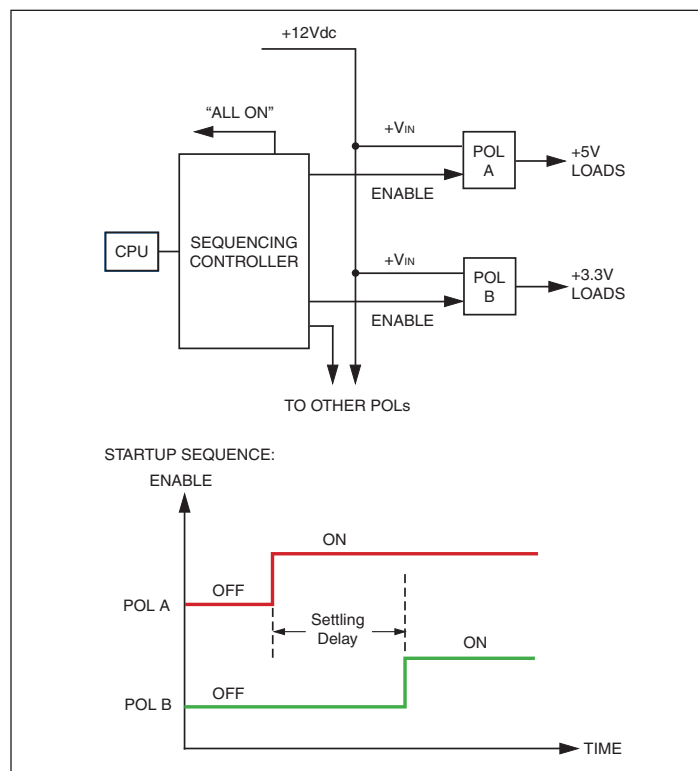 +12Vdc
“ALL ON”
+VIN
POL
A
+5V
LOADS
ENABLE
CPU
SEQUENCING
CONTROLLER
+VIN
POL
B
+3.3V
LOADS
ENABLE
TO OTHER POLs
STARTUP SEQUENCE:
ENABLE
ON
OFF
POL A
Settling
Delay
ON
OFF
POL B
TIME